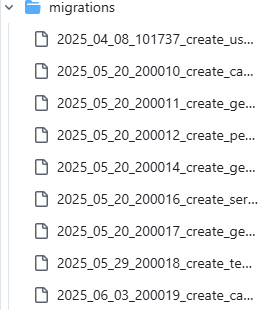 migrations
2025_04_08_101737_create_us...
2025_05_20_200010_create_ca...
2025_05_20_200011_create_ge...
2025_05_20_200012_create_pe...
2025_05_20_200014_create_ge...
2025_05_20_200016_create_ser...
2025_05_20_200017_create_ge...
2025_05_29_200018_create_te...
2025_06_03_200019_create_ca...